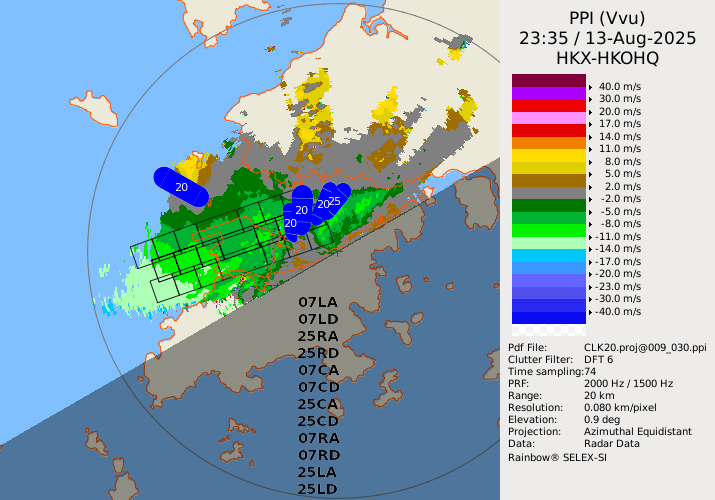 PPI (Vvu)
23:35 / 13-Aug-2025
HKX-HKOHQ
40.0 m/s
30.0 m/s
20.0 m/s
17.0 m/s
14.0 m/s
11.0 m/s
8.0 m/s
5.0 m/s
2.0 m/s
-2.0 m/s
-5.0 m/s
-8.0 m/s
-11.0 m/s
-14.0 m/s
-17.0 m/s
-20.0 m/s
-23.0 m/s
-30.0 m/s
-40.0 m/s
Pdf File: CLK20.proj@009_030.ppi
Clutter Filter: DFT 6
Time sampling:74
PRF: 2000 Hz / 1500 Hz
Range: 20 km
Resolution: 0.080 km/pixel
Elevation: 0.9 deg
Projection: Azimuthal Equidistant
Data: Radar Data
Rainbow® SELEX-SI
20
20
20
25
20
07LA
07LD
25RA
25RD
07CA
07CD
25CA
25CD
07RA
07RD
25LA
25LD